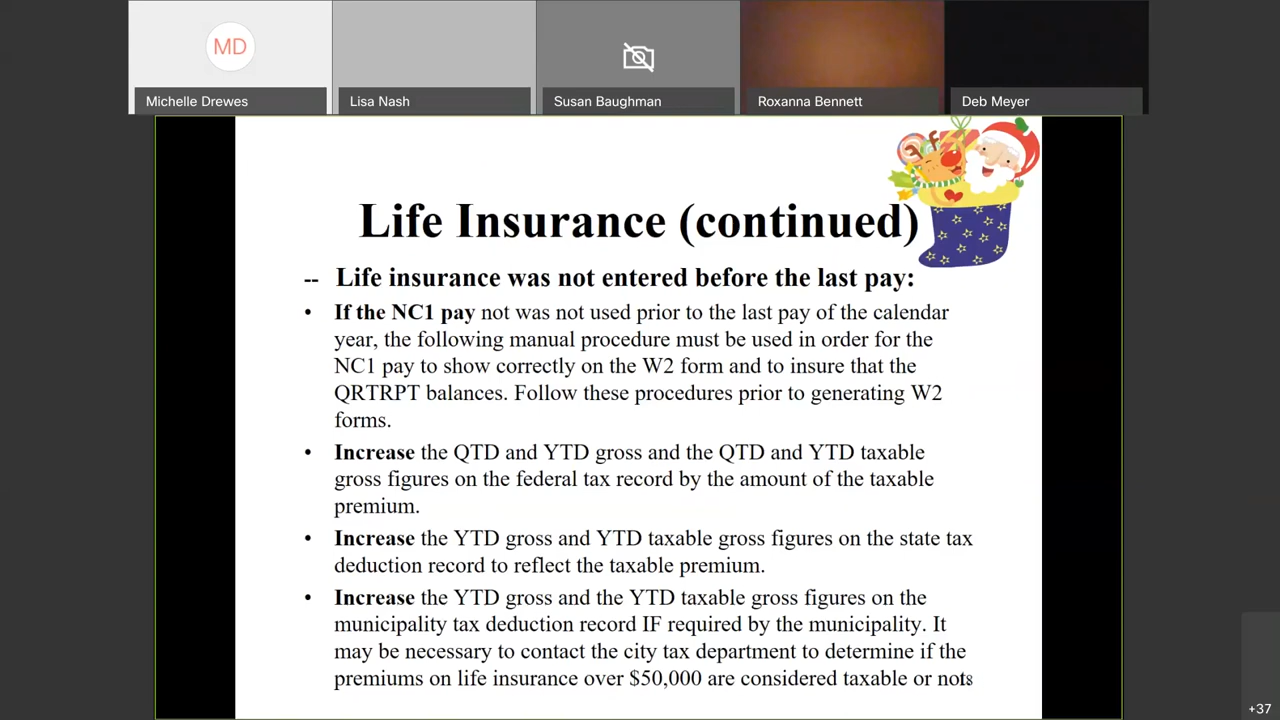 MD
Michelle Drewes
Lisa Nash
Susan Baughman
Roxanna Bennett
Deb Meyer
Life Insurance (continued)
-- Life insurance was not entered before the last pay:
• If the NC1 pay not was not used prior to the last pay of the calendar
year, the following manual procedure must be used in order for the
NC1 pay to show correctly on the W2 form and to insure that the
QRTRPT balances. Follow these procedures prior to generating W2
forms.
• Increase the QTD and YTD gross and the QTD and YTD taxable
gross figures on the federal tax record by the amount of the taxable
premium.
• Increase the YTD gross and YTD taxable gross figures on the state tax
deduction record to reflect the taxable premium.
• Increase the YTD gross and the YTD taxable gross figures on the
municipality tax deduction record IF required by the municipality. It
may be necessary to contact the city tax department to determine if the
premiums on life insurance over $50,000 are considered taxable or not
+37